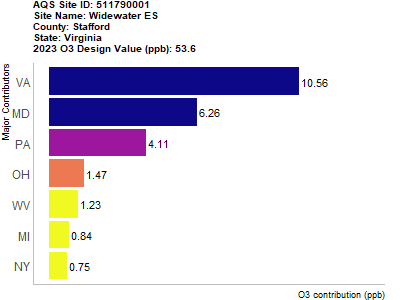 AQS Site ID: 511790001
Site Name: Widewater ES
County: Stafford
State: Virginia
2023 O3 Design Value (ppb): 53.6
Major Contributors
VA 10.56
MD 6.26
PA 4.11
OH 1.47
WV 1.23
MI 0.84
NY 0.75
O3 contribution (ppb)